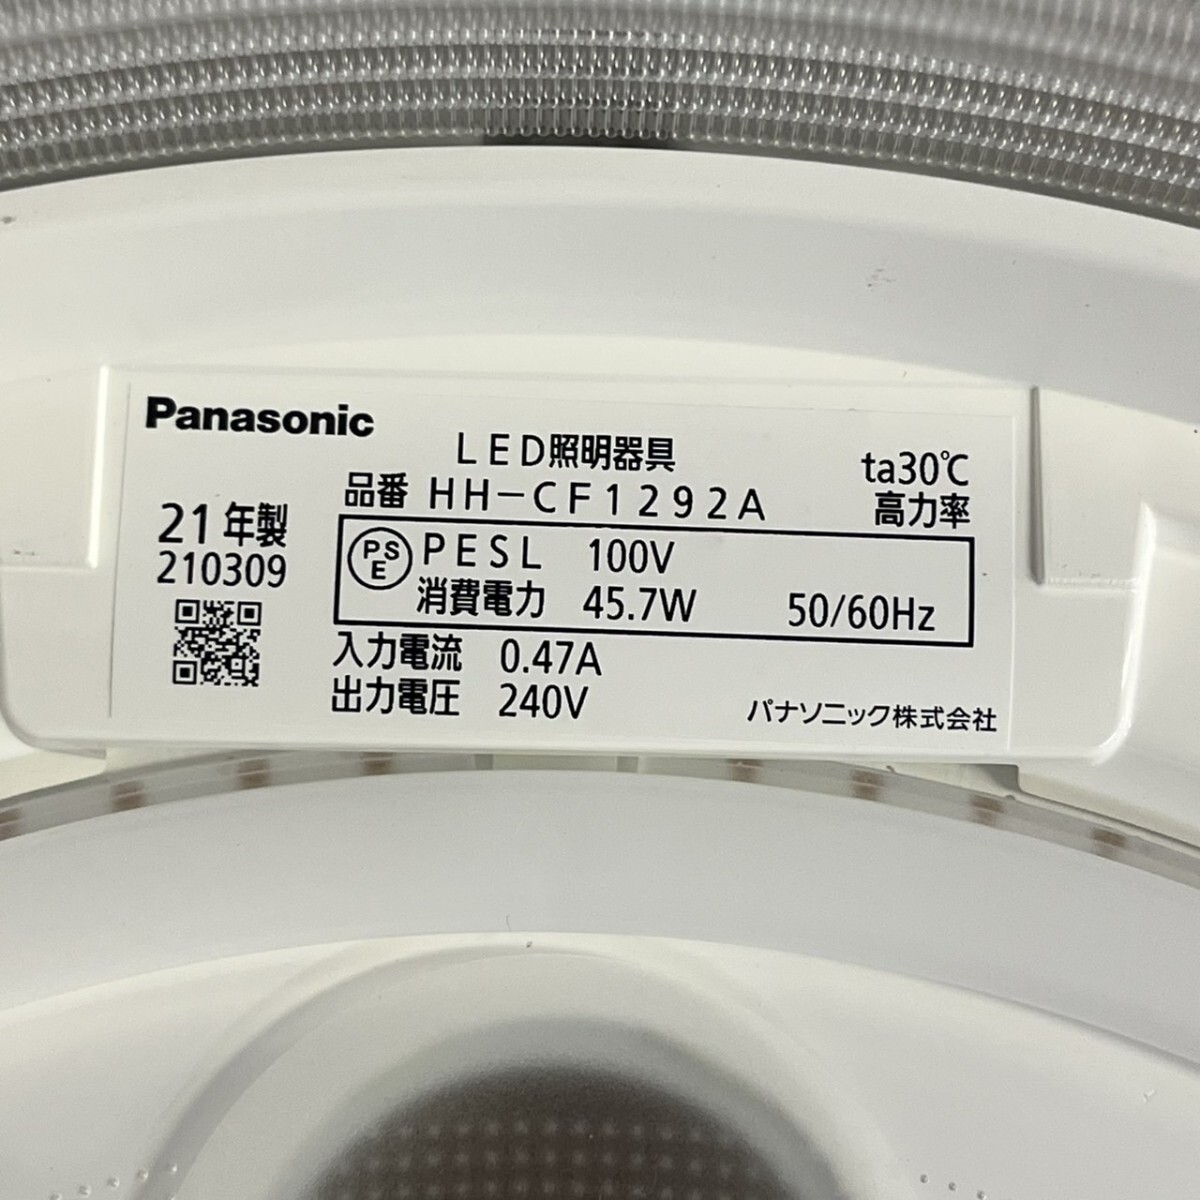 Panasonic
LED照明器具
ta30℃
品番 HH-CF1292A
高力率
21年製
210309
PSE PESL 100V
消費電力 45.7W 50/60Hz
入力電流 0.47A
出力電圧 240V
パナソニック株式会社